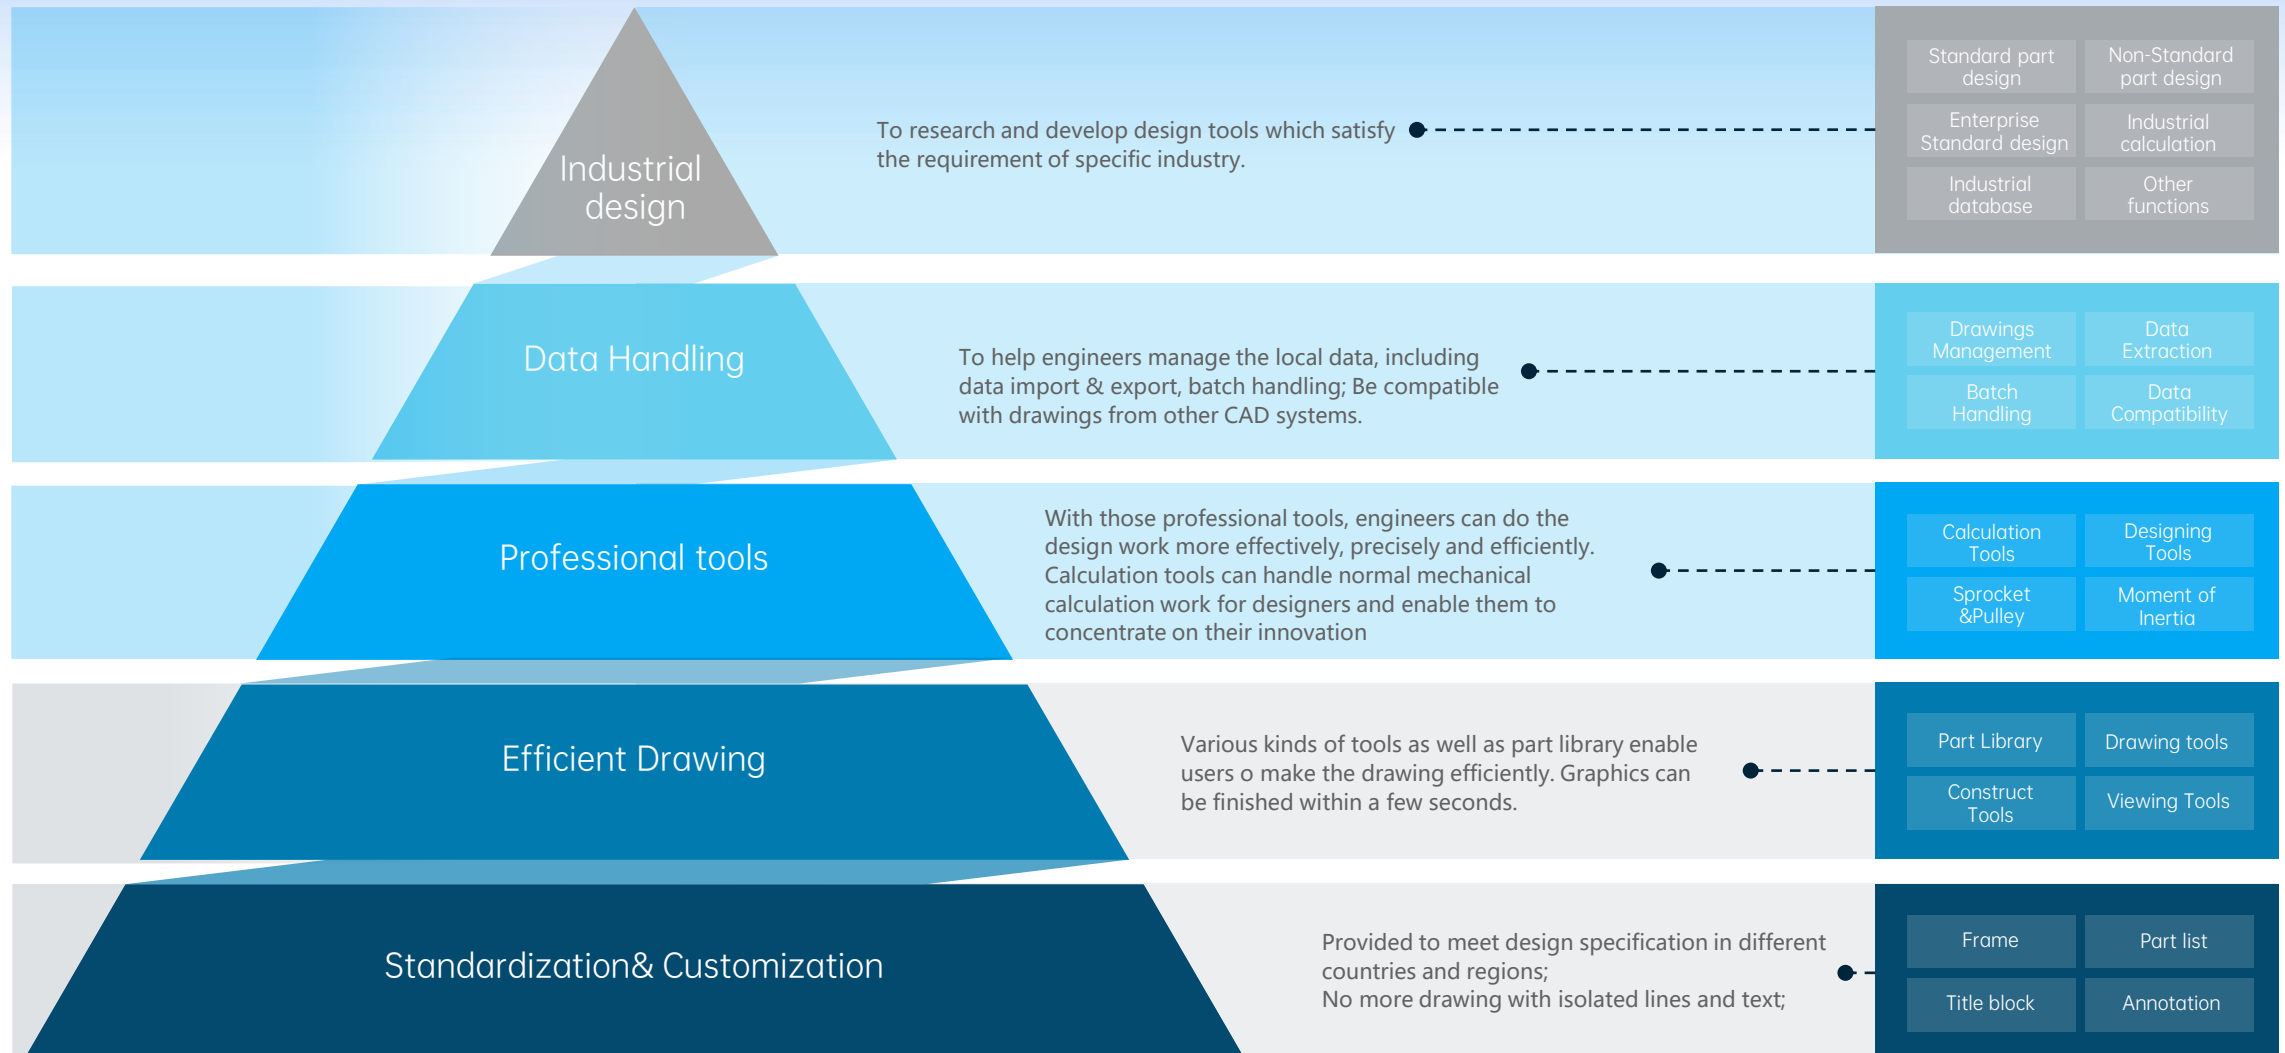 Industrial
design
To research and develop design tools which satisfy
the requirement of specific industry.
Standard part
design
Non-Standard
part design
Enterprise
Standard design
Industrial
calculation
Industrial
database
Other
functions
Data Handling
To help engineers manage the local data, including
data import & export, batch handling; Be compatible
with drawings from other CAD systems.
Drawings
Management
Data
Extraction
Batch
Handling
Data
Compatibility
Professional tools
With those professional tools, engineers can do the
design work more effectively, precisely and efficiently.
Calculation tools can handle normal mechanical
calculation work for designers and enable them to
concentrate on their innovation
Calculation
Tools
Designing
Tools
Sprocket
&Pulley
Moment of
Inertia
Efficient Drawing
Various kinds of tools as well as part library enable
users o make the drawing efficiently. Graphics can
be finished within a few seconds.
Part Library
Drawing tools
Construct
Tools
Viewing Tools
Standardization& Customization
Provided to meet design specification in different
countries and regions;
No more drawing with isolated lines and text;
Frame
Part list
Title block
Annotation